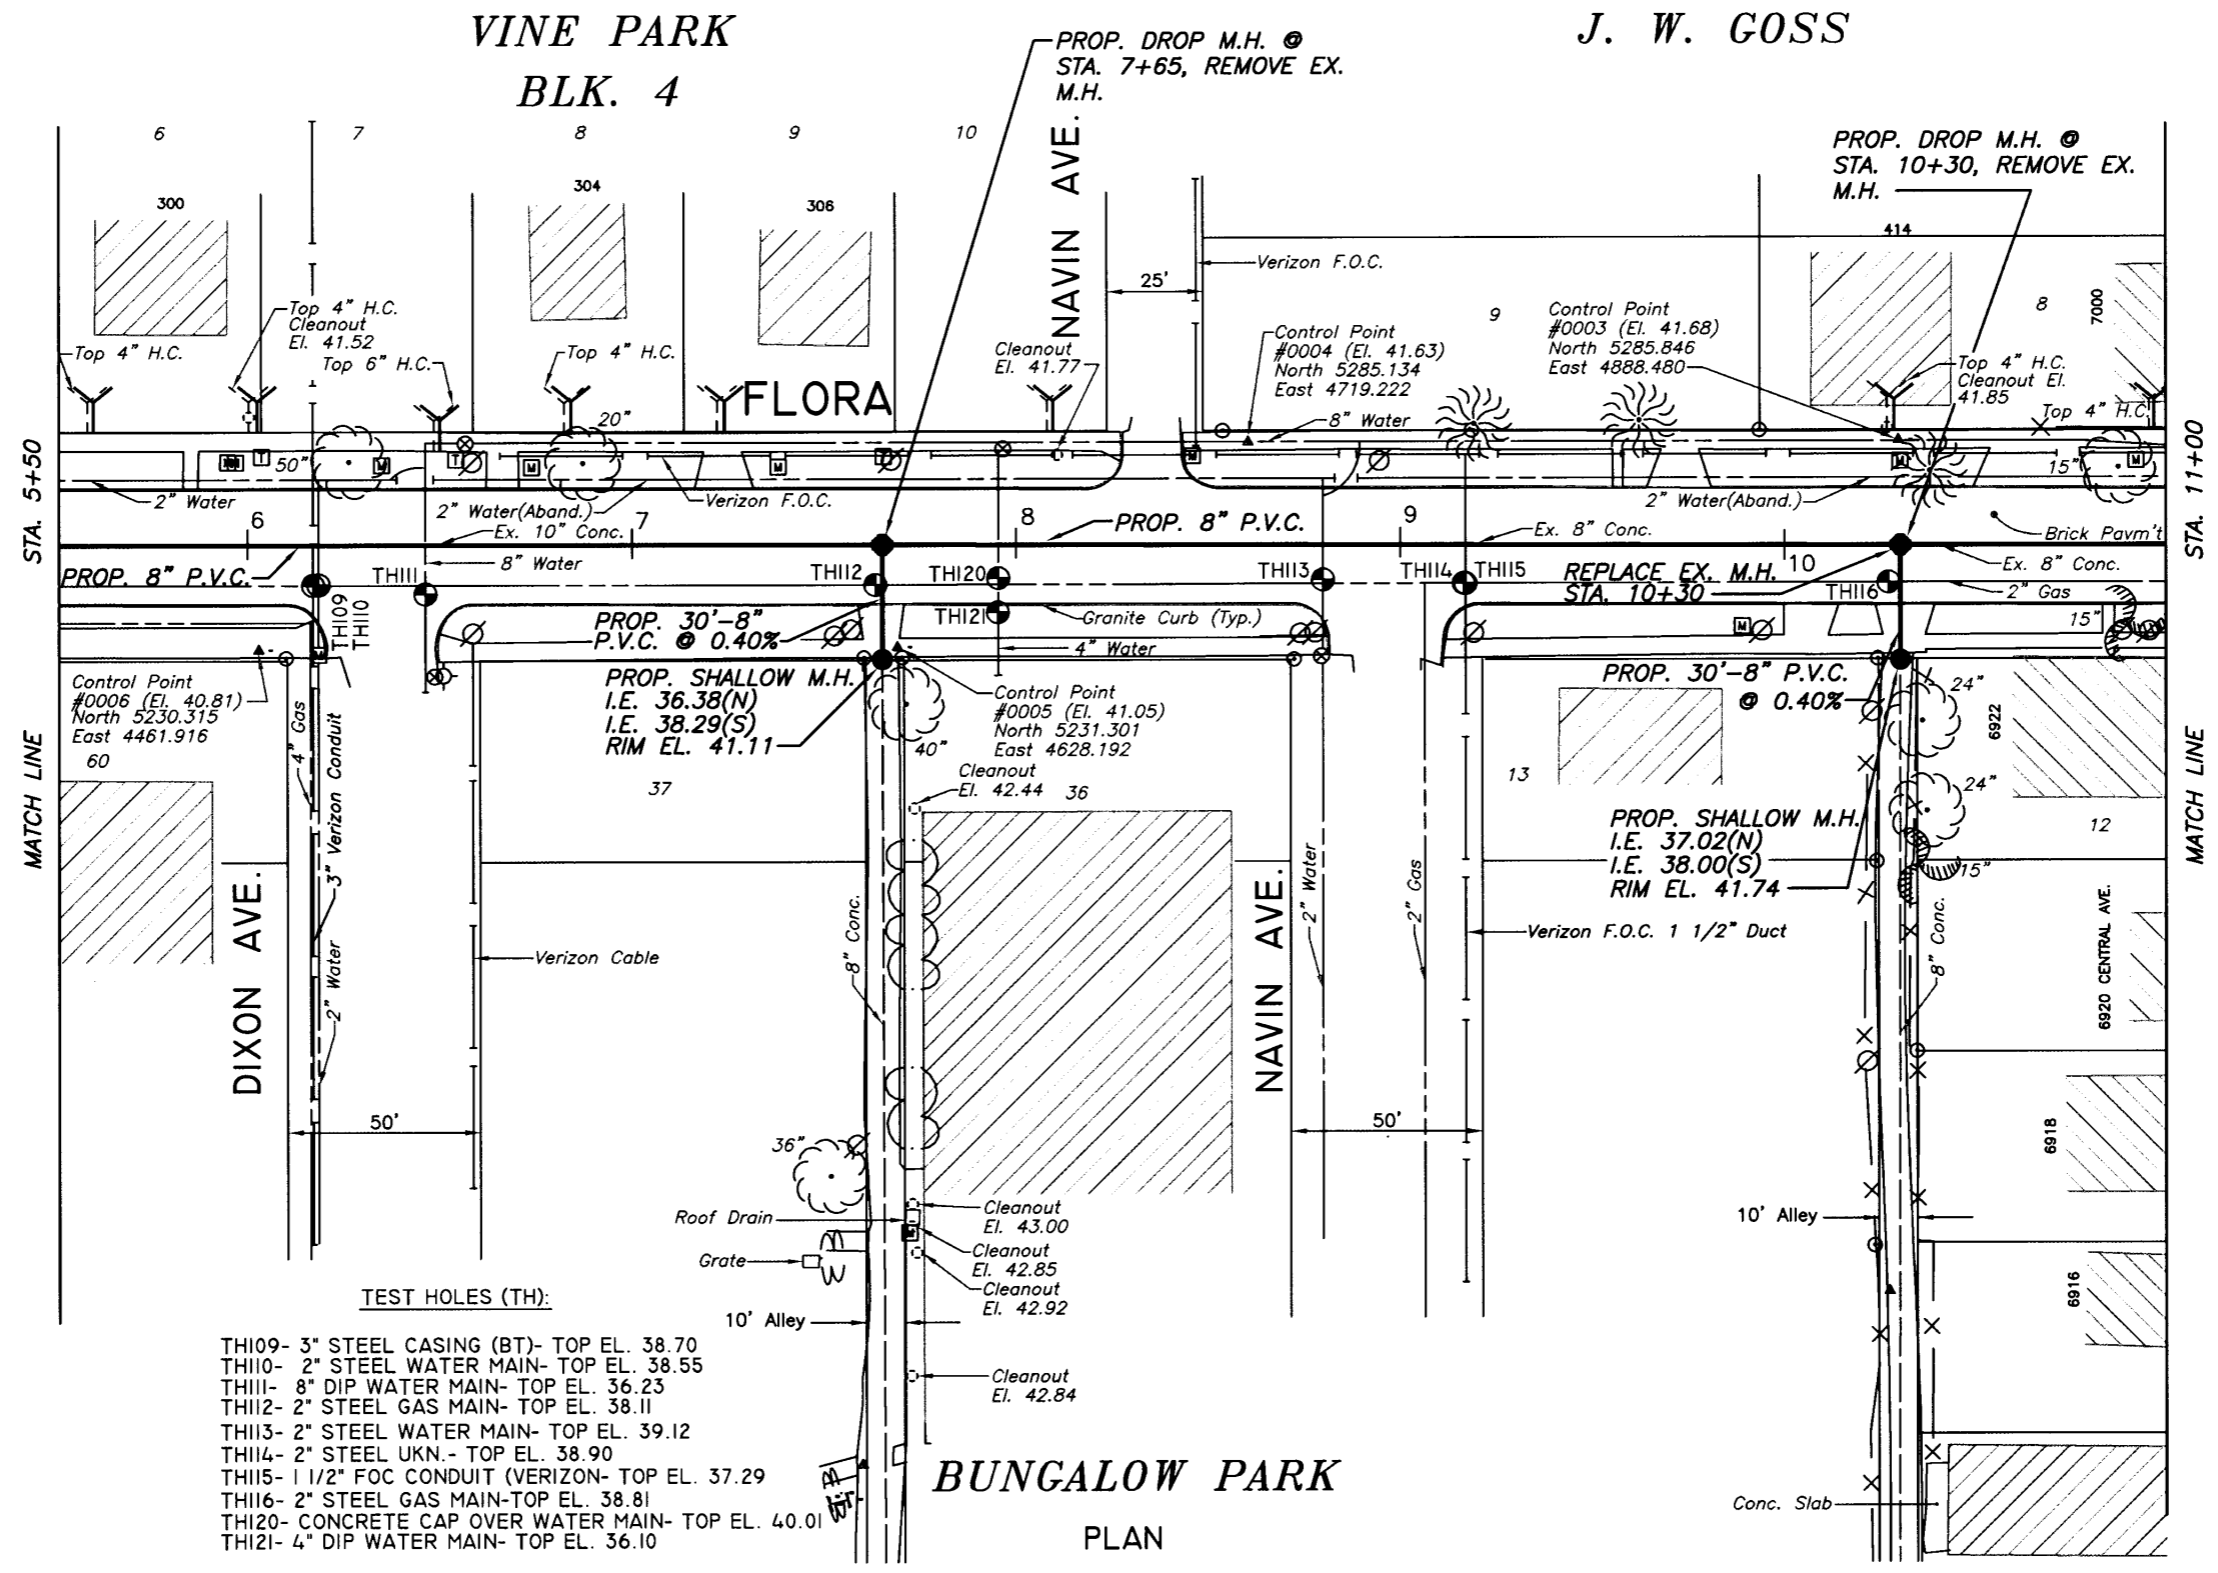 VINE PARK
BLK. 4
J. W. GOSS
PROP. DROP M.H. @
STA. 7+65, REMOVE EX.
M.H.
PROP. DROP M.H. @
STA. 10+30, REMOVE EX.
M.H.
6
7
8
9
10
NAVIN AVE.
300
304
306
414
25'
Verizon F.O.C.
7000
8
9
Top 4" H.C.
Cleanout
El. 41.52
Top 4" H.C.
Top 6" H.C.
Top 4" H.C.
Cleanout
El. 41.77
Control Point
#0004 (El. 41.63)
North 5285.134
East 4719.222
Control Point
#0003 (El. 41.68)
North 5285.846
East 4888.480
Top 4" H.C.
Cleanout El.
41.85
Top 4" H.C.
FLORA
20"
8" Water
50"
T
M
T
M
M
T
M
M
M
15"
STA. 5+50
STA. 11+00
2" Water
2" Water(Aband.)
Verizon F.O.C.
2" Water(Aband.)
6
Ex. 10" Conc.
7
8
PROP. 8" P.V.C.
9
Ex. 8" Conc.
10
Brick Pavm't
PROP. 8" P.V.C.
8" Water
TH111
TH112
TH120
TH113
TH114
TH115
REPLACE EX. M.H.
STA. 10+30
TH116
Ex. 8" Conc.
2" Gas
TH109
TH110
PROP. 30'-8"
P.V.C. @ 0.40%
TH121
Granite Curb (Typ.)
4" Water
M
M
15"
Control Point
#0006 (El. 40.81)
North 5230.315
East 4461.916
60
PROP. SHALLOW M.H.
I.E. 36.38(N)
I.E. 38.29(S)
RIM EL. 41.11
Control Point
#0005 (El. 41.05)
North 5231.301
East 4628.192
40"
PROP. 30'-8" P.V.C.
@ 0.40%
24"
6922
MATCH LINE
MATCH LINE
4" Gas
3" Verizon Conduit
2" Water
37
Cleanout
El. 42.44
36
13
24"
12
PROP. SHALLOW M.H.
I.E. 37.02(N)
I.E. 38.00(S)
RIM EL. 41.74
15"
DIXON AVE.
Verizon Cable
8" Conc.
NAVIN AVE.
2" Water
2" Gas
Verizon F.O.C. 1 1/2" Duct
8" Conc.
6920 CENTRAL AVE.
50'
50'
36"
6918
Roof Drain
Cleanout
El. 43.00
M
Grate
Cleanout
El. 42.85
Cleanout
El. 42.92
10' Alley
10' Alley
6916
Cleanout
El. 42.84
TEST HOLES (TH):
TH109- 3" STEEL CASING (BT)- TOP EL. 38.70
TH110- 2" STEEL WATER MAIN- TOP EL. 38.55
TH111- 8" DIP WATER MAIN- TOP EL. 36.23
TH112- 2" STEEL GAS MAIN- TOP EL. 38.11
TH113- 2" STEEL WATER MAIN- TOP EL. 39.12
TH114- 2" STEEL UKN.- TOP EL. 38.90
TH115- 1 1/2" FOC CONDUIT (VERIZON- TOP EL. 37.29
TH116- 2" STEEL GAS MAIN-TOP EL. 38.81
TH120- CONCRETE CAP OVER WATER MAIN- TOP EL. 40.01
TH121- 4" DIP WATER MAIN- TOP EL. 36.10
BUNGALOW PARK
PLAN
Conc. Slab